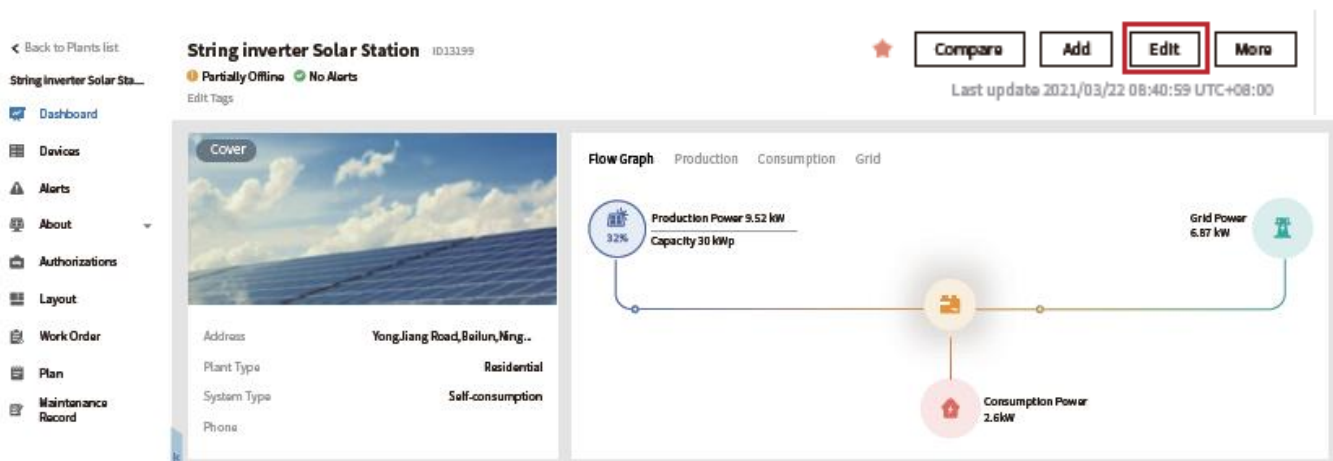 Back to Plants list
String inverter Solar Sta...
Dashboard
Devices
Alerts
About
Authorizations
Layout
Work Order
Plan
Maintenance
Record
String inverter Solar Station ID13199
Partially Offline No Alerts
Edit Tags
Compare Add Edit More
Last update 2021/03/22 08:40:59 UTC+08:00
Cover
Address YongJiang Road,Beilun,Ning..
Plant Type Residential
System Type Self-consumption
Phone
Flow Graph Production Consumption Grid
32%
Production Power 9.52 kW
Capacity 30 kWp
Grid Power
6.87 kW
Consumption Power
2.6kW